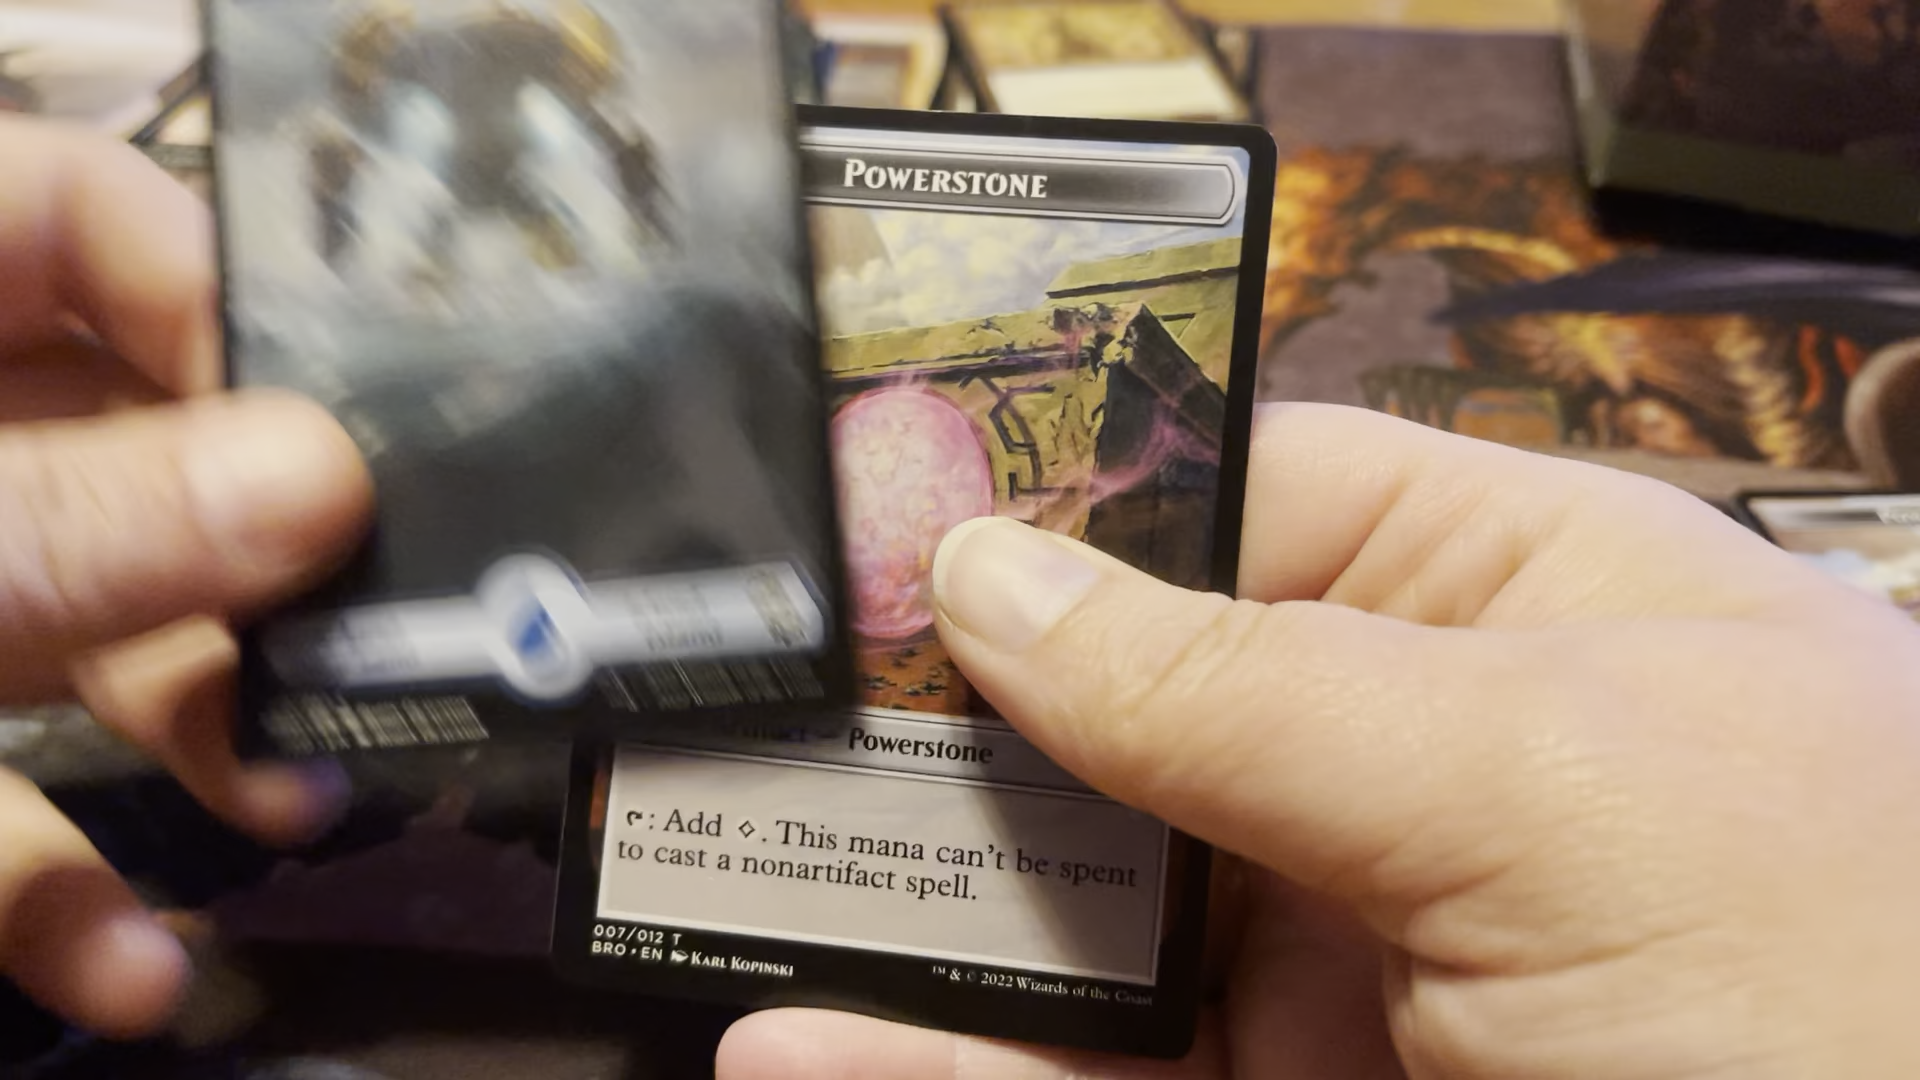 Powerstone
Island
Powerstone
: Add . This mana can't be spent
to cast a nonartifact spell.
007/012 T
BRO • EN Karl Kopinski
™ & © 2022 Wizards of the Coast